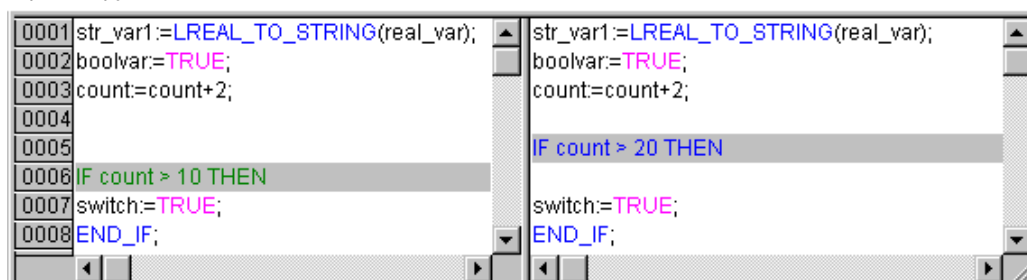 0001 str_var1:=LREAL_TO_STRING(real_var); str_var1:=LREAL_TO_STRING(real_var);
0002 boolvar:=TRUE; boolvar:=TRUE;
0003 count:=count+2; count:=count+2;
0004
0005 IF count > 20 THEN
0006 IF count > 10 THEN
0007 switch:=TRUE; switch:=TRUE;
0008 END_IF; END_IF;